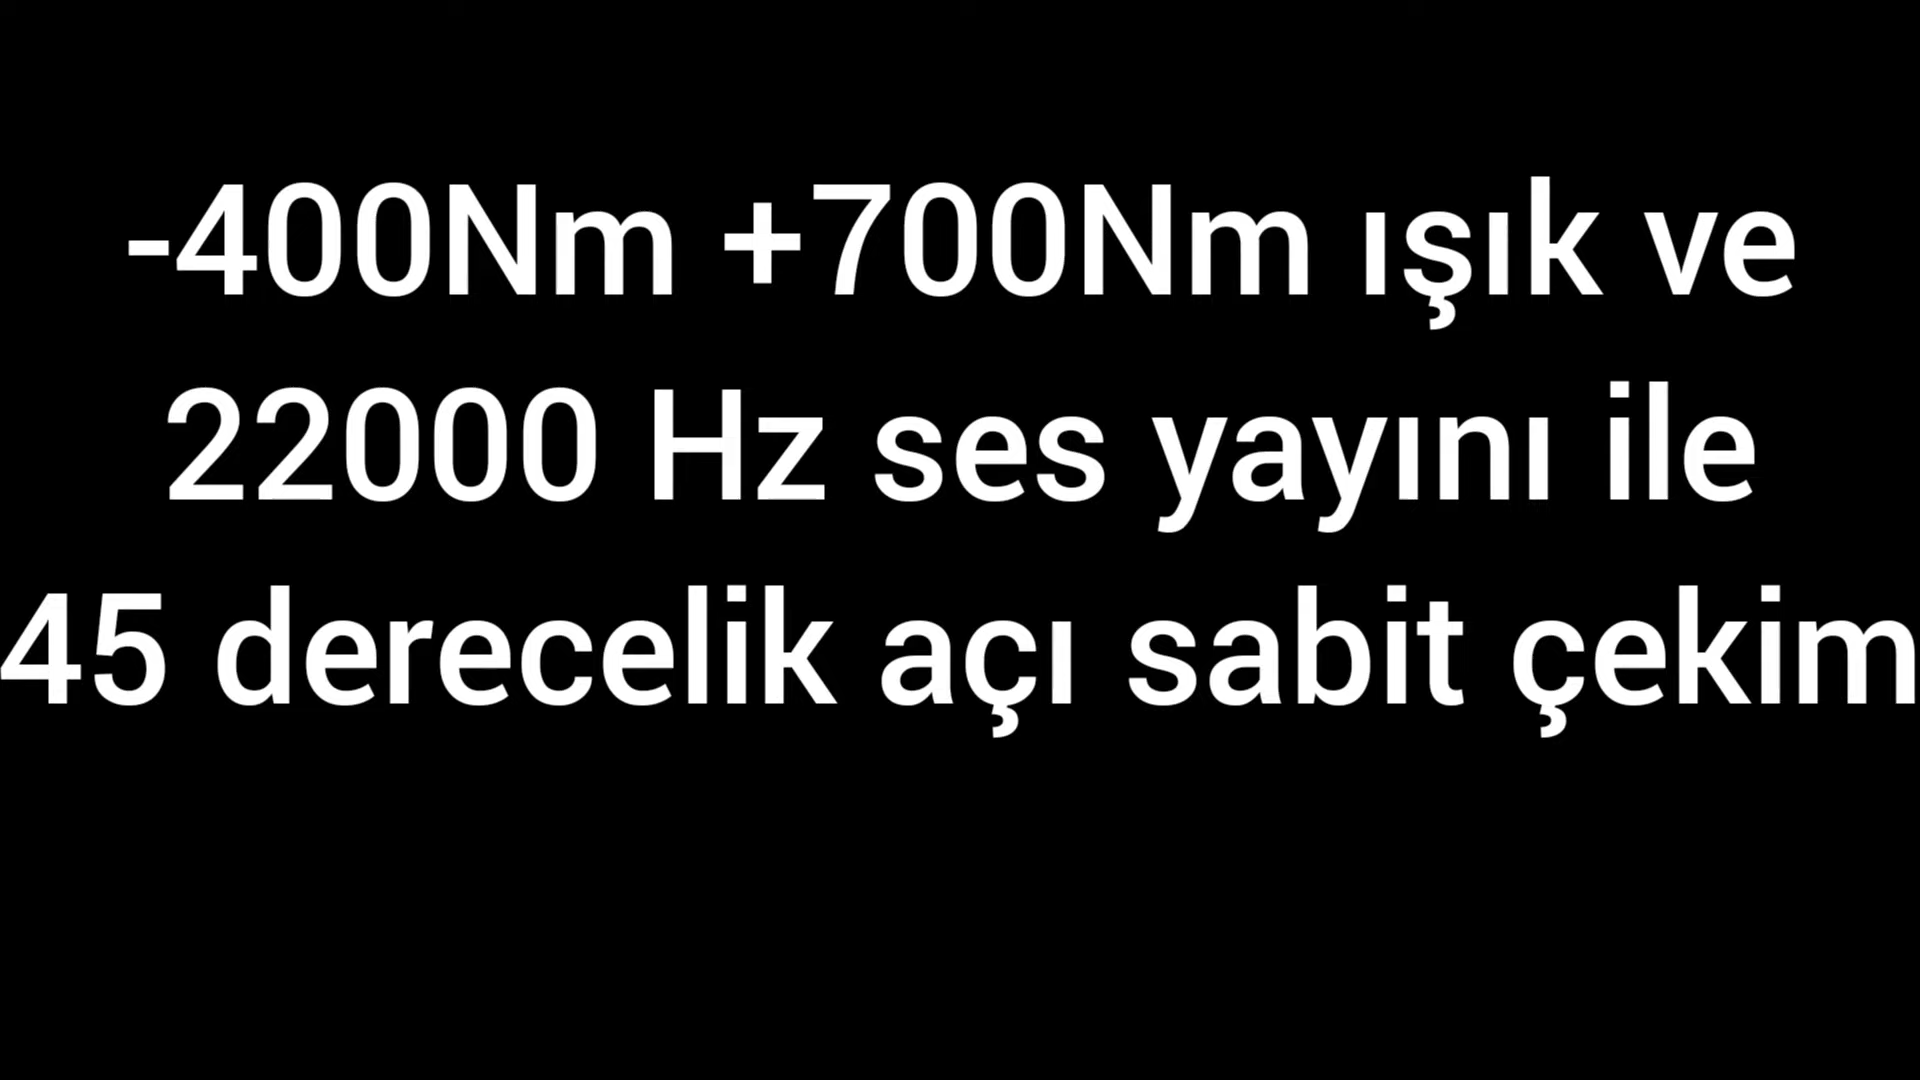 -400Nm +700Nm ışık ve
22000 Hz ses yayını ile
45 derecelik açı sabit çekim